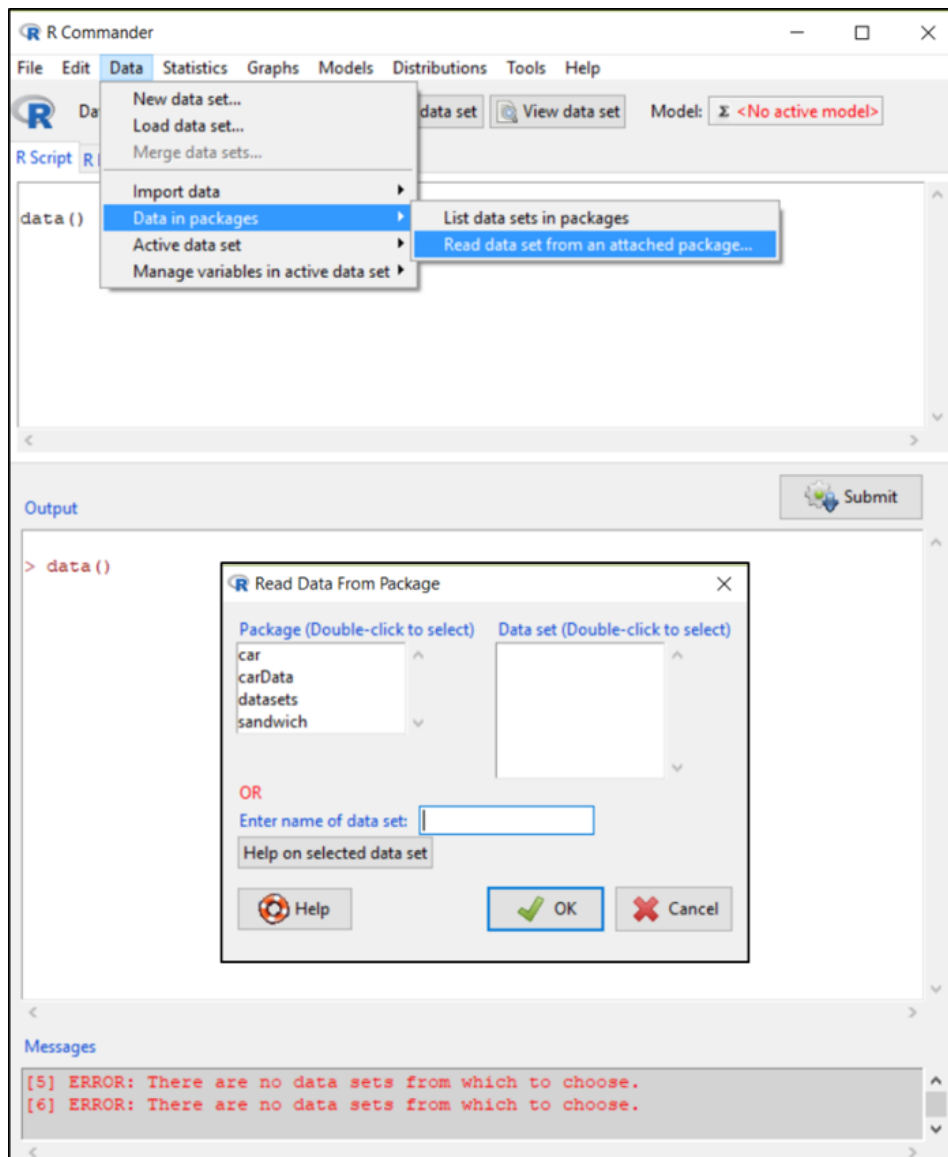 R Commander
File Edit Data Statistics Graphs Models Distributions Tools Help
R Da data set View data set Model: Σ <No active model>
New data set...
Load data set...
Merge data sets...
Import data
Data in packages
Active data set
Manage variables in active data set
List data sets in packages
Read data set from an attached package...
R Script R
data()
Submit
Output
> data()
R Read Data From Package
Package (Double-click to select) Data set (Double-click to select)
car
carData
datasets
sandwich
OR
Enter name of data set:
Help on selected data set
Help OK Cancel
Messages
[5] ERROR: There are no data sets from which to choose.
[6] ERROR: There are no data sets from which to choose.